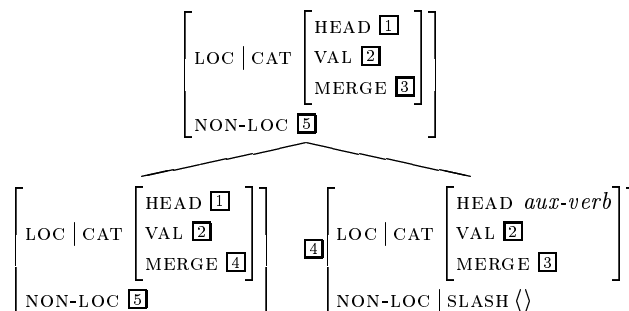 HEAD 1
LOC | CAT VAL 2
MERGE 3
NON-LOC 5
HEAD 1
LOC | CAT VAL 2
MERGE 4
NON-LOC 5
4
HEAD aux-verb
LOC | CAT VAL 2
MERGE 3
NON-LOC | SLASH ⟨⟩